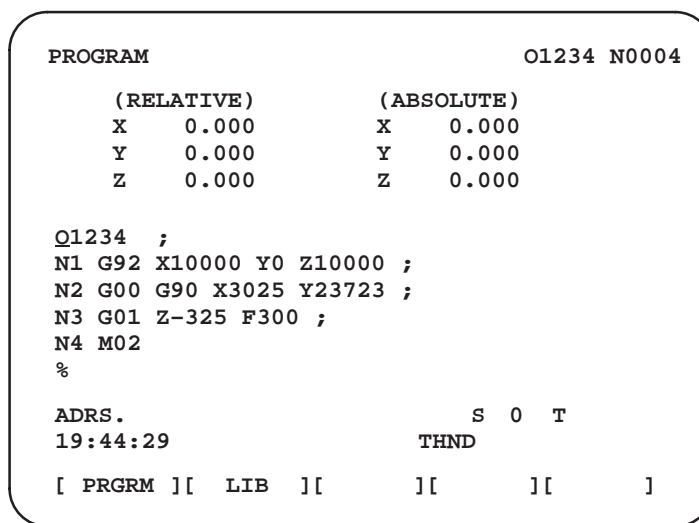 PROGRAM O1234 N0004
(RELATIVE) (ABSOLUTE)
X 0.000 X 0.000
Y 0.000 Y 0.000
Z 0.000 Z 0.000
O1234 ;
N1 G92 X10000 Y0 Z10000 ;
N2 G00 G90 X3025 Y23723 ;
N3 G01 Z−325 F300 ;
N4 M02
%
ADRS. S 0 T
19:44:29 THND
[ PRGRM ][ LIB ][ ][ ][ ]